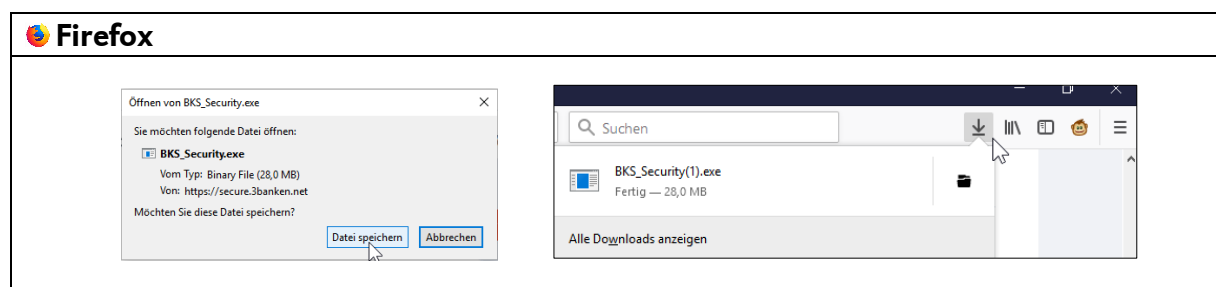 Firefox
Öffnen von BKS_Security.exe
Sie möchten folgende Datei öffnen:
BKS_Security.exe
Vom Typ: Binary File (28,0 MB)
Von: https://secure.3banken.net
Möchten Sie diese Datei speichern?
Datei speichern
Abbrechen
Suchen
BKS_Security(1).exe
Fertig — 28,0 MB
Alle Downloads anzeigen